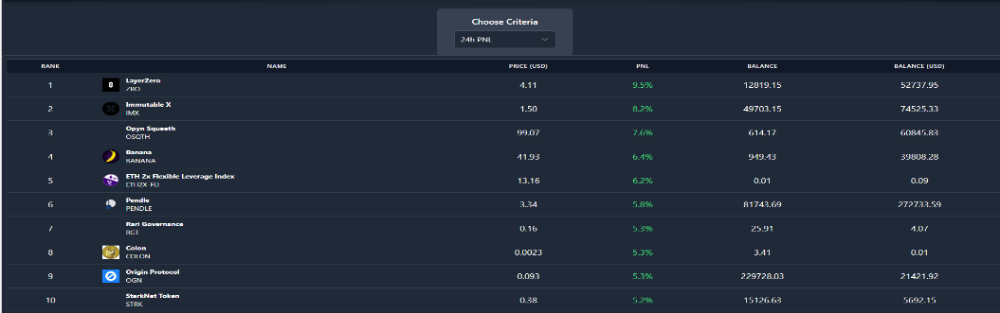 Choose Criteria
24h PNL
RANK NAME PRICE (USD) PNL BALANCE BALANCE (USD)
1 LayerZero 4.11 9.5% 12819.15 52737.95
ZRO
2 Immutable X 1.50 8.2% 49703.15 74525.33
IMX
3 Opyn Squeeth 99.07 7.6% 614.17 60845.83
OSQTH
4 Banana 41.93 6.4% 949.43 39808.28
BANANA
5 ETH 2x Flexible Leverage Index 13.16 6.2% 0.01 0.09
ETH2X-FLI
6 Pendle 3.34 5.8% 81743.69 272733.59
PENDLE
7 Rari Governance 0.16 5.3% 25.91 4.07
RGT
8 Colon 0.0023 5.3% 3.41 0.01
COLON
9 Origin Protocol 0.093 5.3% 229728.03 21421.92
OGN
10 StarkNet Token 0.38 5.2% 15126.63 5692.15
STRK